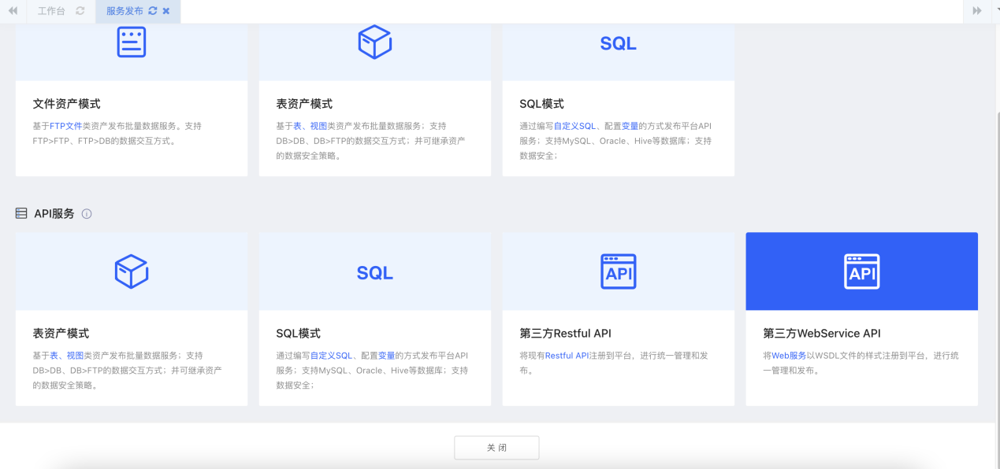 工作台
服务发布
SQL
文件资产模式
基于FTP文件类资产发布批量数据服务。支持
FTP>FTP、FTP>DB的数据交互方式。
表资产模式
基于表、视图类资产发布批量数据服务；支持
DB>DB、DB>FTP的数据交互方式；并可继承资产
的数据安全策略。
SQL模式
通过编写自定义SQL、配置变量的方式发布平台API
服务；支持MySQL、Oracle、Hive等数据库；支持
数据安全；
API服务
SQL
API
API
表资产模式
基于表、视图类资产发布批量数据服务；支持
DB>DB、DB>FTP的数据交互方式；并可继承资产
的数据安全策略。
SQL模式
通过编写自定义SQL、配置变量的方式发布平台API
服务；支持MySQL、Oracle、Hive等数据库；支持
数据安全；
第三方Restful API
将现有Restful API注册到平台，进行统一管理和发
布。
第三方WebService API
将Web服务以WSDL文件的样式注册到平台，进行统
一管理和发布。
关 闭